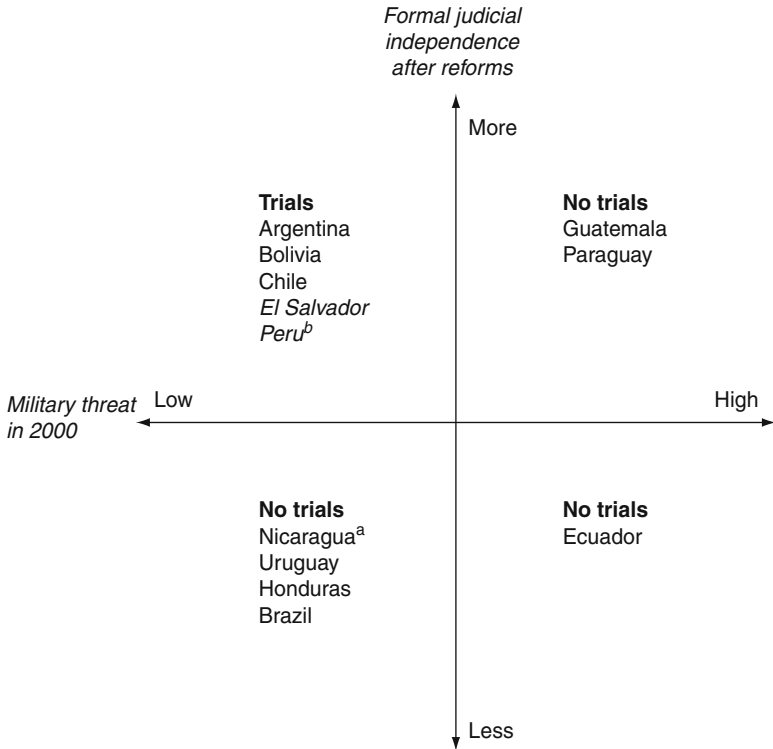 Formal judicial
independence
after reforms
More
Trials
Argentina
Bolivia
Chile
El Salvador
Peru^b
No trials
Guatemala
Paraguay
Military threat
in 2000
Low
High
No trials
Nicaragua^a
Uruguay
Honduras
Brazil
No trials
Ecuador
Less